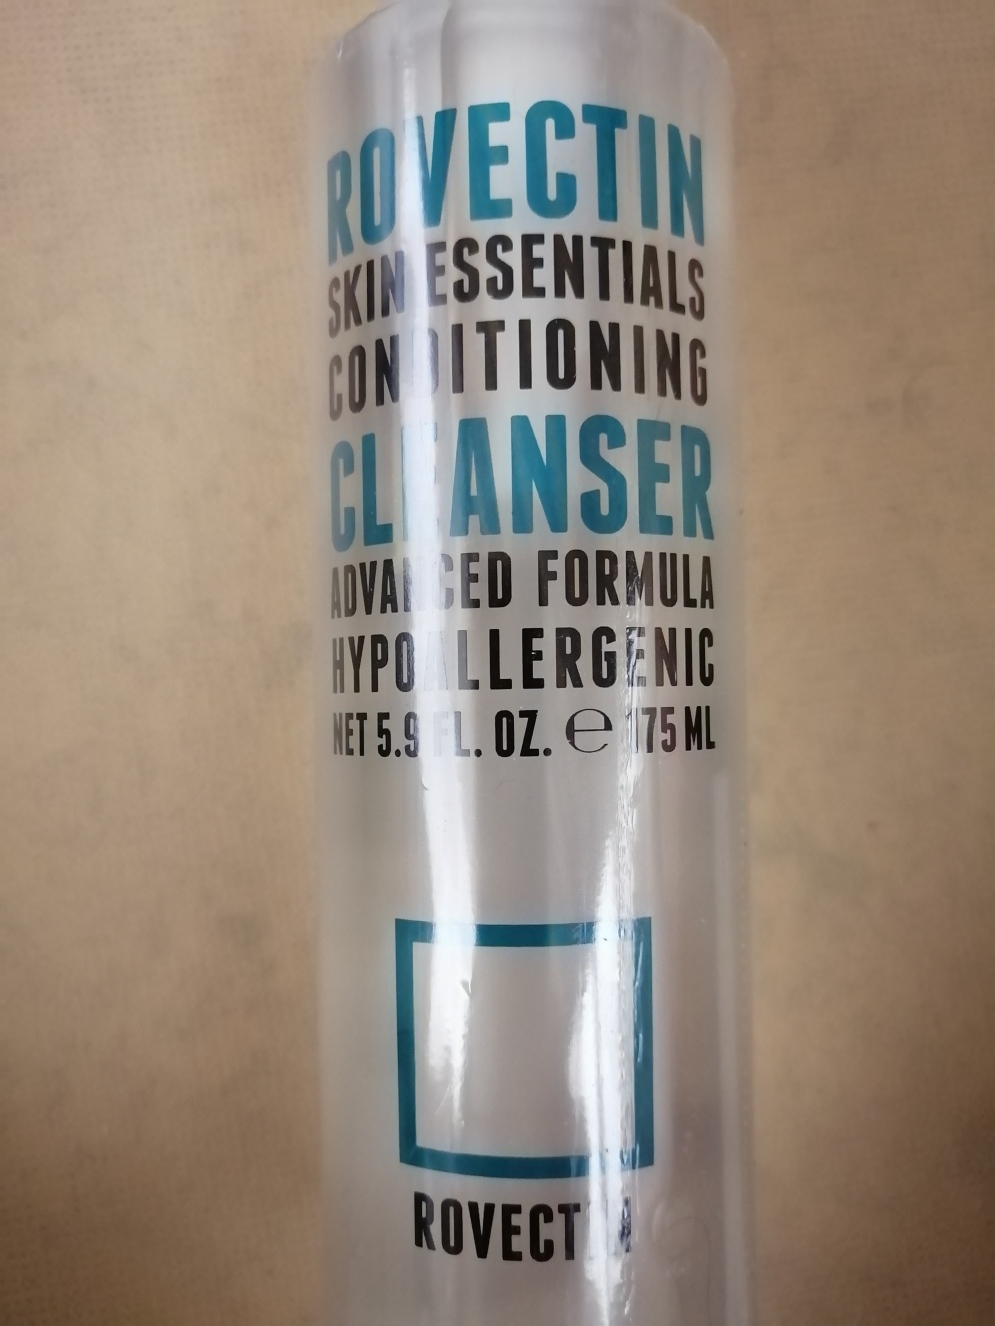 ROVECTIN
SKIN ESSENTIALS
CONDITIONING
CLEANSER
ADVANCED FORMULA
HYPOALLERGENIC
NET 5.9 FL. OZ. ℮ 175 ML
ROVECTIN